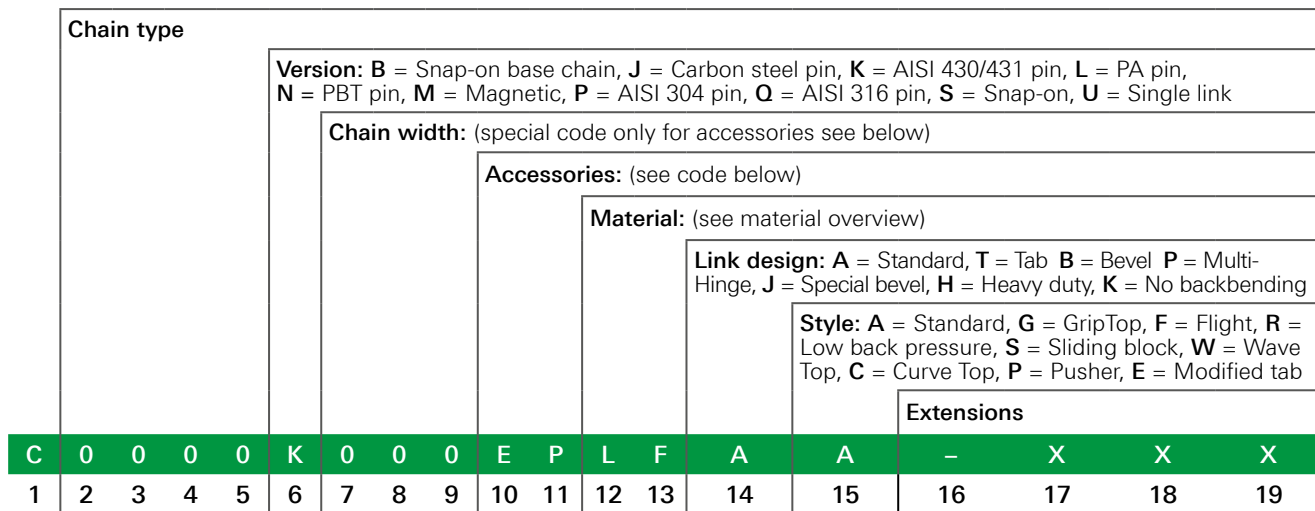 Chain type
Version: B = Snap-on base chain, J = Carbon steel pin, K = AISI 430/431 pin, L = PA pin,
N = PBT pin, M = Magnetic, P = AISI 304 pin, Q = AISI 316 pin, S = Snap-on, U = Single link
Chain width: (special code only for accessories see below)
Accessories: (see code below)
Material: (see material overview)
Link design: A = Standard, T = Tab B = Bevel P = Multi-
Hinge, J = Special bevel, H = Heavy duty, K = No backbending
Style: A = Standard, G = GripTop, F = Flight, R =
Low back pressure, S = Sliding block, W = Wave
Top, C = Curve Top, P = Pusher, E = Modified tab
Extensions
C 0 0 0 0 K 0 0 0 E P L F A A – X X X
1 2 3 4 5 6 7 8 9 10 11 12 13 14 15 16 17 18 19